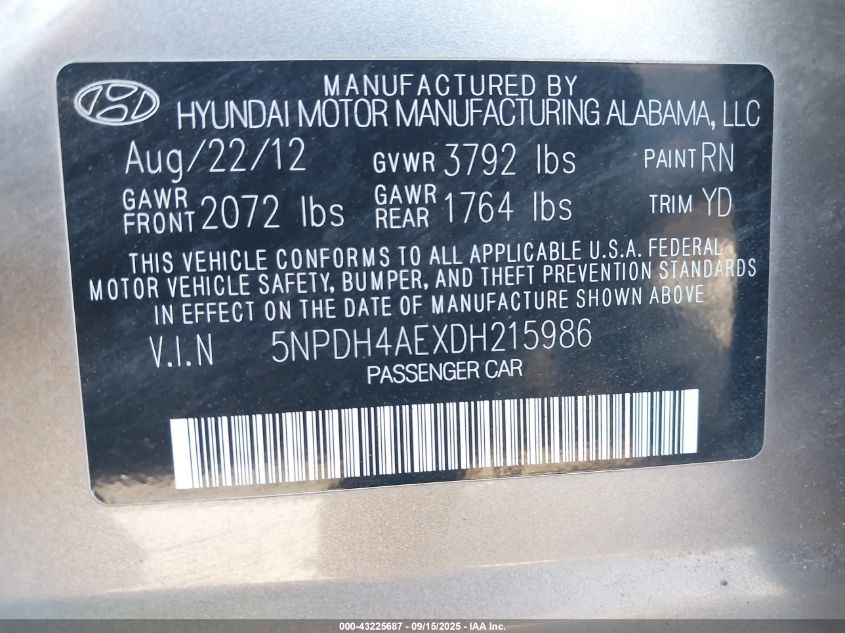 MANUFACTURED BY
HYUNDAI MOTOR MANUFACTURING ALABAMA, LLC
Aug/22/12 GVWR 3792 lbs PAINT RN
GAWR FRONT 2072 lbs GAWR REAR 1764 lbs TRIM YD
THIS VEHICLE CONFORMS TO ALL APPLICABLE U.S.A. FEDERAL
MOTOR VEHICLE SAFETY, BUMPER, AND THEFT PREVENTION STANDARDS
IN EFFECT ON THE DATE OF MANUFACTURE SHOWN ABOVE
V.I.N 5NPDH4AEXDH215986
PASSENGER CAR
000-43225687 - 09/15/2025 - IAA Inc.